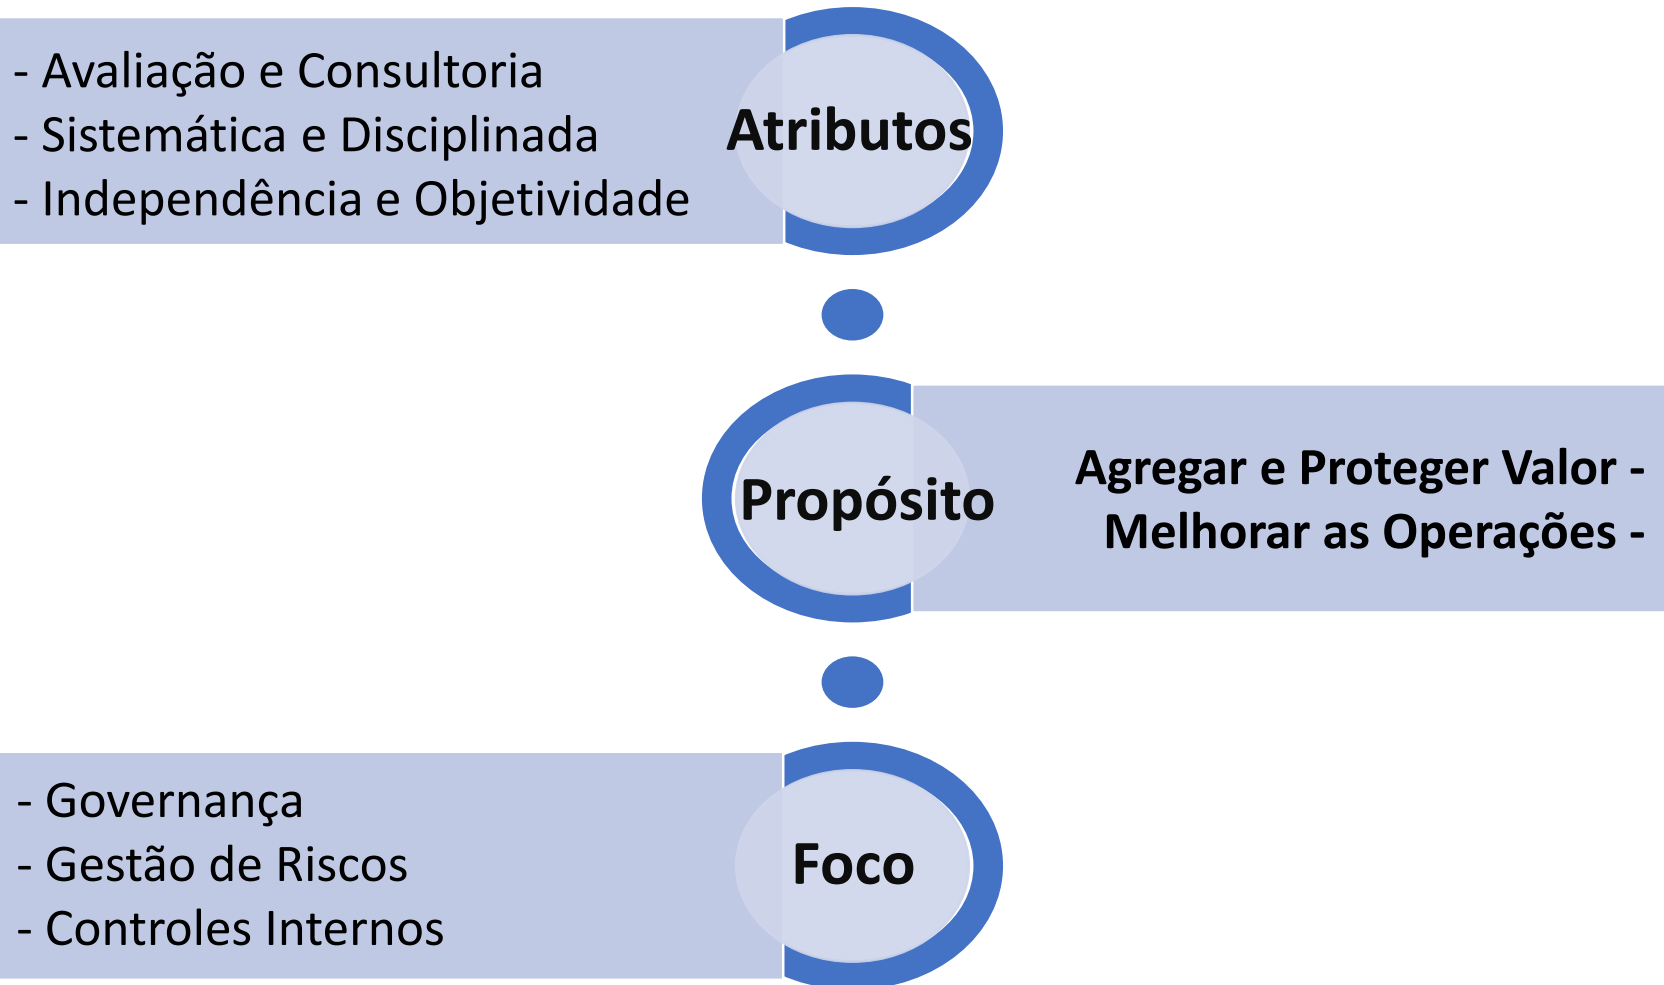 - Avaliação e Consultoria
- Sistemática e Disciplinada
- Independência e Objetividade
Atributos
Propósito
Agregar e Proteger Valor -
Melhorar as Operações -
- Governança
- Gestão de Riscos
- Controles Internos
Foco